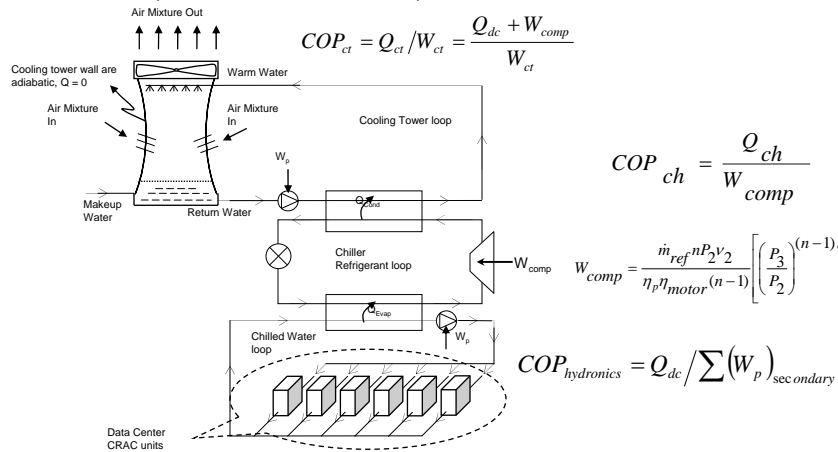 Air Mixture Out
COP_ct = Q_ct / W_ct = (Q_dc + W_comp) / W_ct
Cooling tower wall are
adiabatic, Q = 0
Warm Water
Air Mixture
In
Air Mixture
In
Cooling Tower loop
W_p
COP_ch = Q_ch / W_comp
Q_Cond
Makeup
Water
Return Water
Chiller
Refrigerant loop
W_comp
W_comp = (ṁ_ref n P_2 ν_2) / (η_p η_motor (n-1)) [(P_3 / P_2)^(n-1)
Q_Evap
Chilled Water
loop
W_p
COP_hydronics = Q_dc / ∑(W_p)_secondary
Data Center
CRAC units